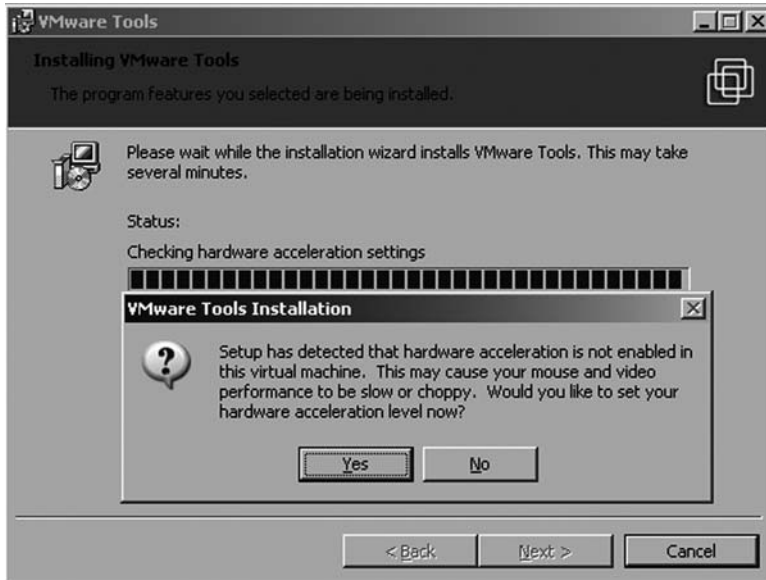 VMware Tools
Installing VMware Tools
The program features you selected are being installed.
Please wait while the installation wizard installs VMware Tools. This may take
several minutes.
Status:
Checking hardware acceleration settings
VMware Tools Installation
Setup has detected that hardware acceleration is not enabled in
this virtual machine. This may cause your mouse and video
performance to be slow or choppy. Would you like to set your
hardware acceleration level now?
Yes No
< Back Next > Cancel